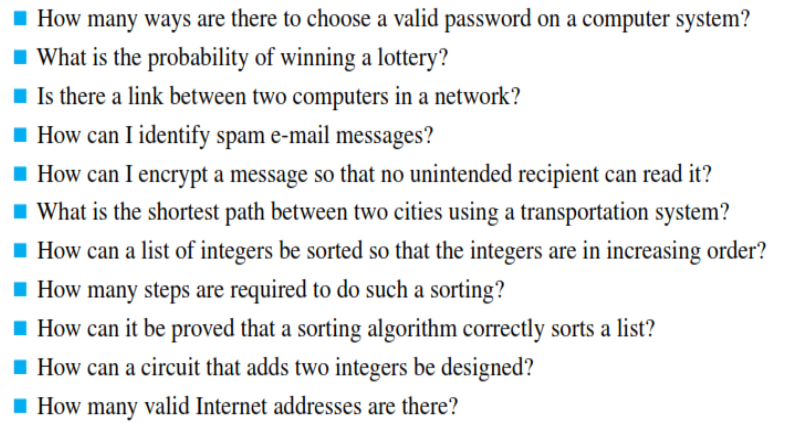 How many ways are there to choose a valid password on a computer system?
What is the probability of winning a lottery?
Is there a link between two computers in a network?
How can I identify spam e-mail messages?
How can I encrypt a message so that no unintended recipient can read it?
What is the shortest path between two cities using a transportation system?
How can a list of integers be sorted so that the integers are in increasing order?
How many steps are required to do such a sorting?
How can it be proved that a sorting algorithm correctly sorts a list?
How can a circuit that adds two integers be designed?
How many valid Internet addresses are there?